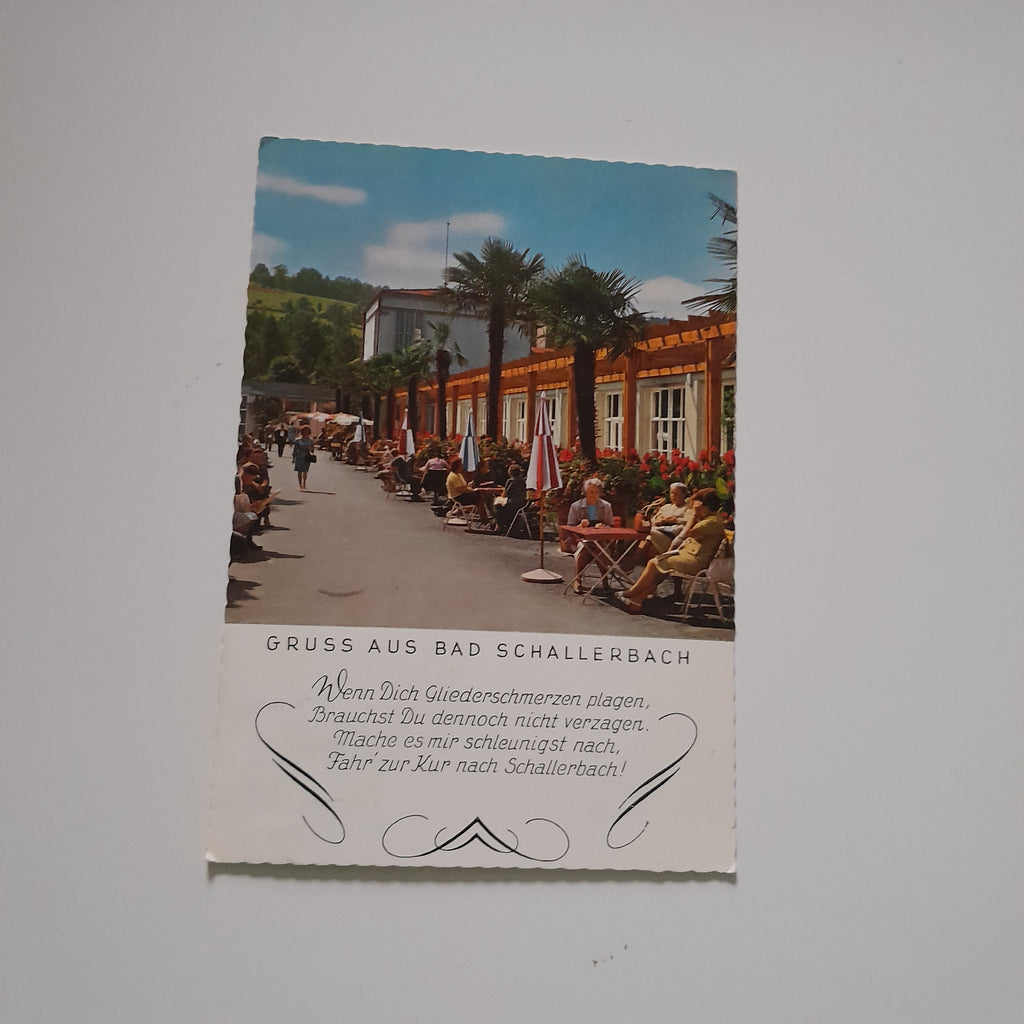 GRUSS AUS BAD SCHALLERBACH
Wenn Dich Gliederschmerzen plagen,
Brauchst Du dennoch nicht verzagen.
Mache es mir schleunigst nach,
Fahr' zur Kur nach Schallerbach!